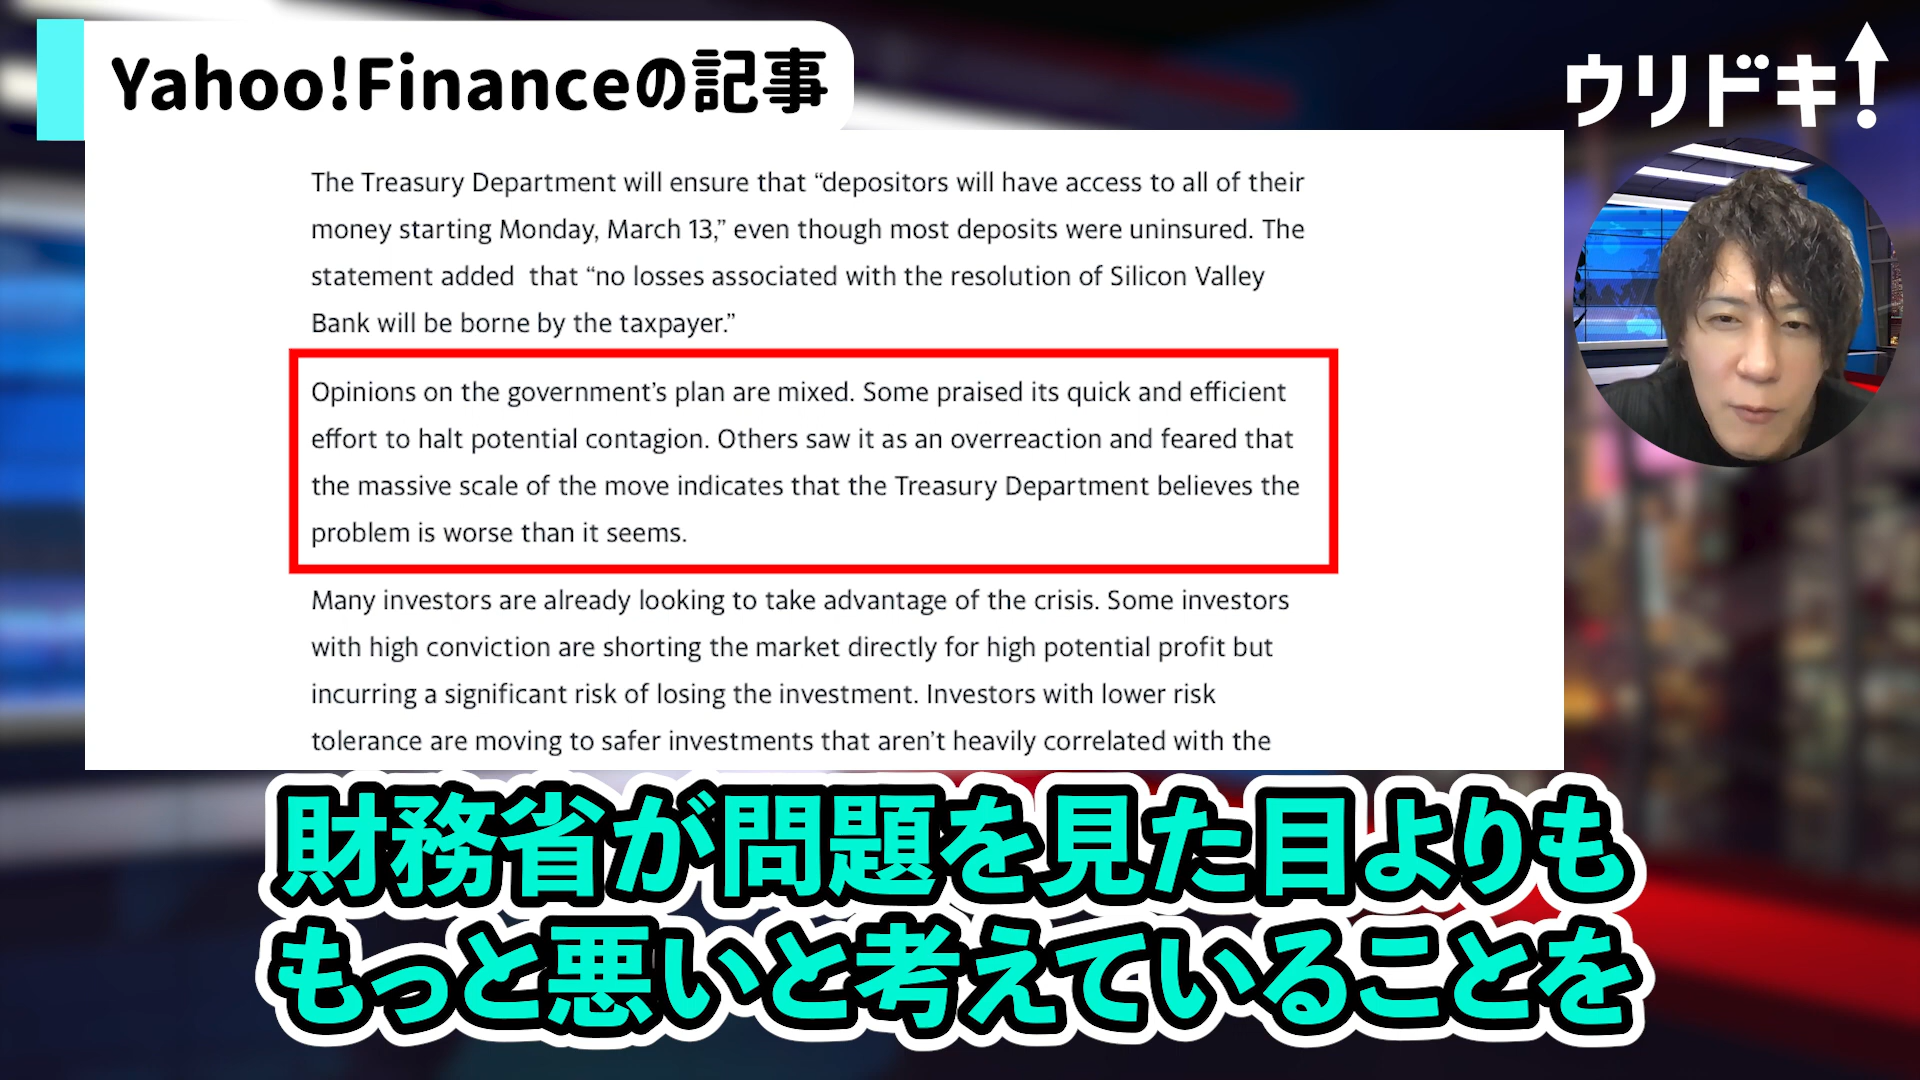 Yahoo!Financeの記事
ウリドキ!
The Treasury Department will ensure that “depositors will have access to all of their
money starting Monday, March 13,” even though most deposits were uninsured. The
statement added  that “no losses associated with the resolution of Silicon Valley
Bank will be borne by the taxpayer.”
Opinions on the government’s plan are mixed. Some praised its quick and efficient
effort to halt potential contagion. Others saw it as an overreaction and feared that
the massive scale of the move indicates that the Treasury Department believes the
problem is worse than it seems.
Many investors are already looking to take advantage of the crisis. Some investors
with high conviction are shorting the market directly for high potential profit but
incurring a significant risk of losing the investment. Investors with lower risk
tolerance are moving to safer investments that aren’t heavily correlated with the
財務省が問題を見た目よりも
もっと悪いと考えていることを